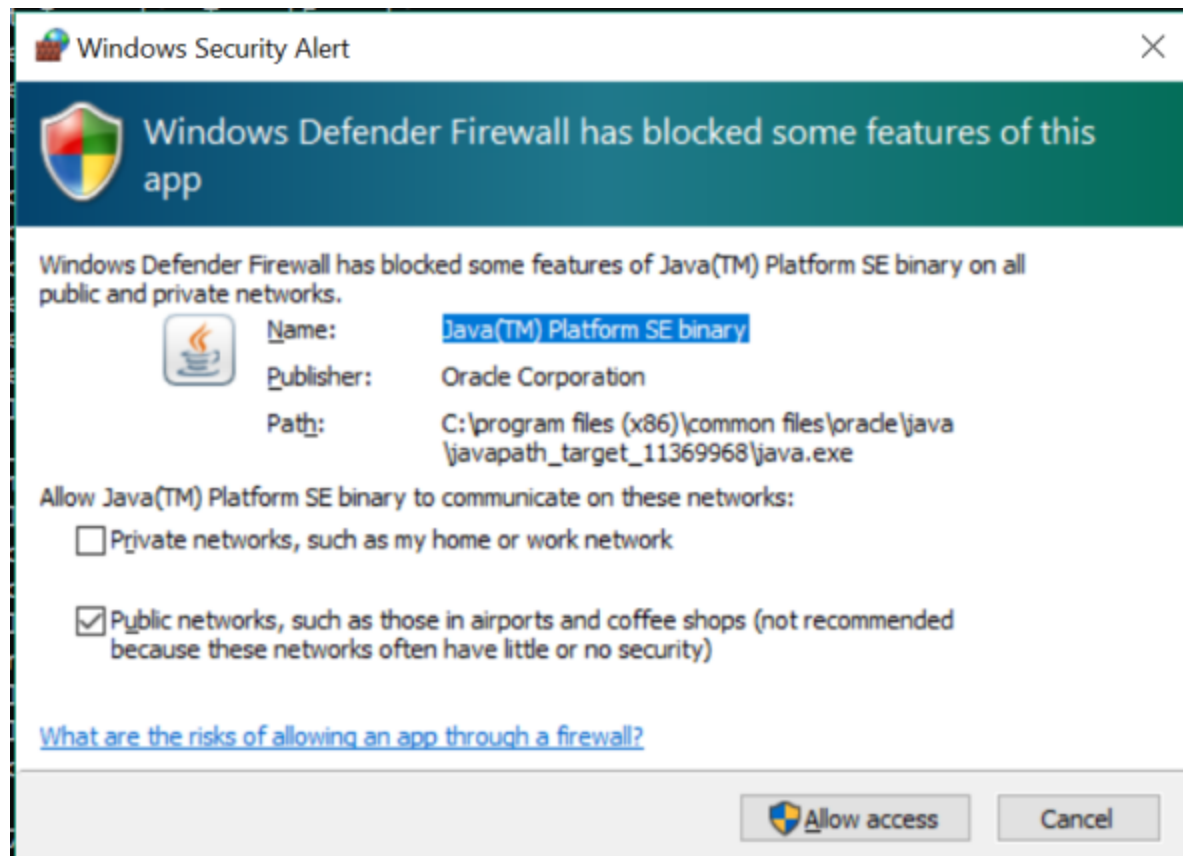 Windows Security Alert
Windows Defender Firewall has blocked some features of this
app
Windows Defender Firewall has blocked some features of Java(TM) Platform SE binary on all
public and private networks.
Name: Java(TM) Platform SE binary
Publisher: Oracle Corporation
Path: C:\program files (x86)\common files\oracle\java
\javapath_target_11369968\java.exe
Allow Java(TM) Platform SE binary to communicate on these networks:
Private networks, such as my home or work network
Public networks, such as those in airports and coffee shops (not recommended
because these networks often have little or no security)
What are the risks of allowing an app through a firewall?
Allow access Cancel